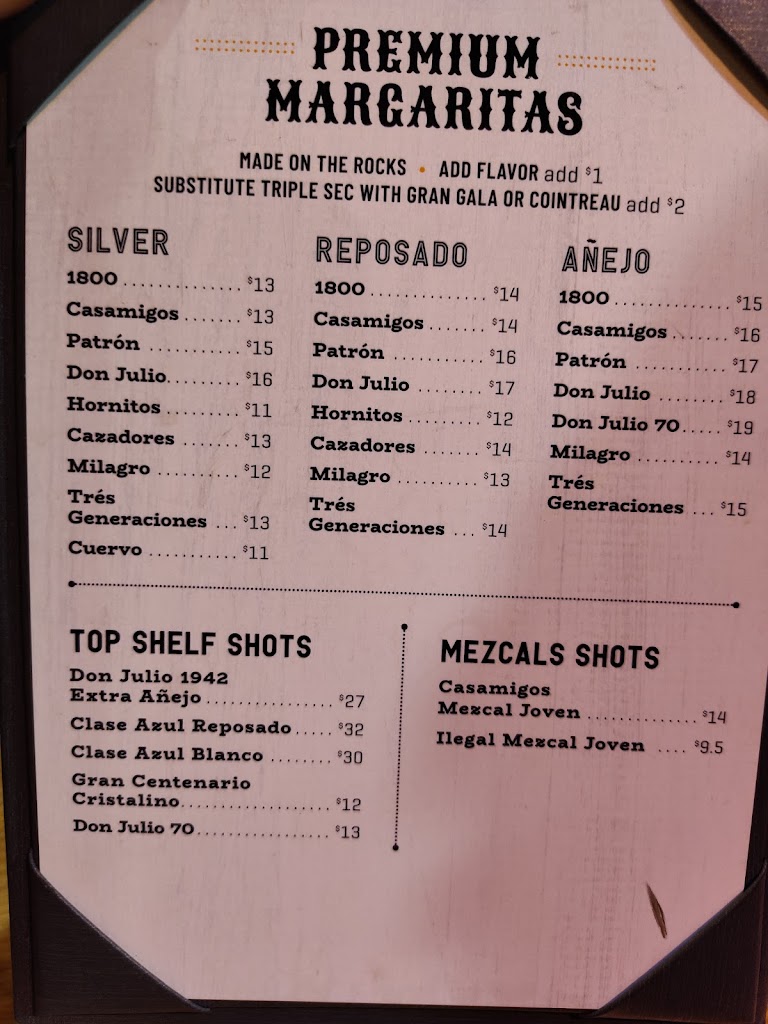 PREMIUM
MARGARITAS
MADE ON THE ROCKS • ADD FLAVOR add $1
SUBSTITUTE TRIPLE SEC WITH GRAN GALA OR COINTREAU add $2
SILVER
1800 .............. $13
Casamigos ....... $13
Patrón ........... $15
Don Julio......... $16
Hornitos ......... $11
Cazadores ....... $13
Milagro .......... $12
Trés
Generaciones ... $13
Cuervo ........... $11
REPOSADO
1800 .............. $14
Casamigos ....... $14
Patrón ........... $16
Don Julio ........ $17
Hornitos ......... $12
Cazadores ....... $14
Milagro .......... $13
Trés
Generaciones ... $14
AÑEJO
1800 .............. $15
Casamigos ....... $16
Patrón ........... $17
Don Julio ........ $18
Don Julio 70..... $19
Milagro .......... $14
Trés
Generaciones ... $15
TOP SHELF SHOTS
Don Julio 1942
Extra Añejo ................ $27
Clase Azul Reposado..... $32
Clase Azul Blanco ........ $30
Gran Centenario
Cristalino.................. $12
Don Julio 70................ $13
MEZCALS SHOTS
Casamigos
Mezcal Joven ............. $14
Ilegal Mezcal Joven .... $9.5